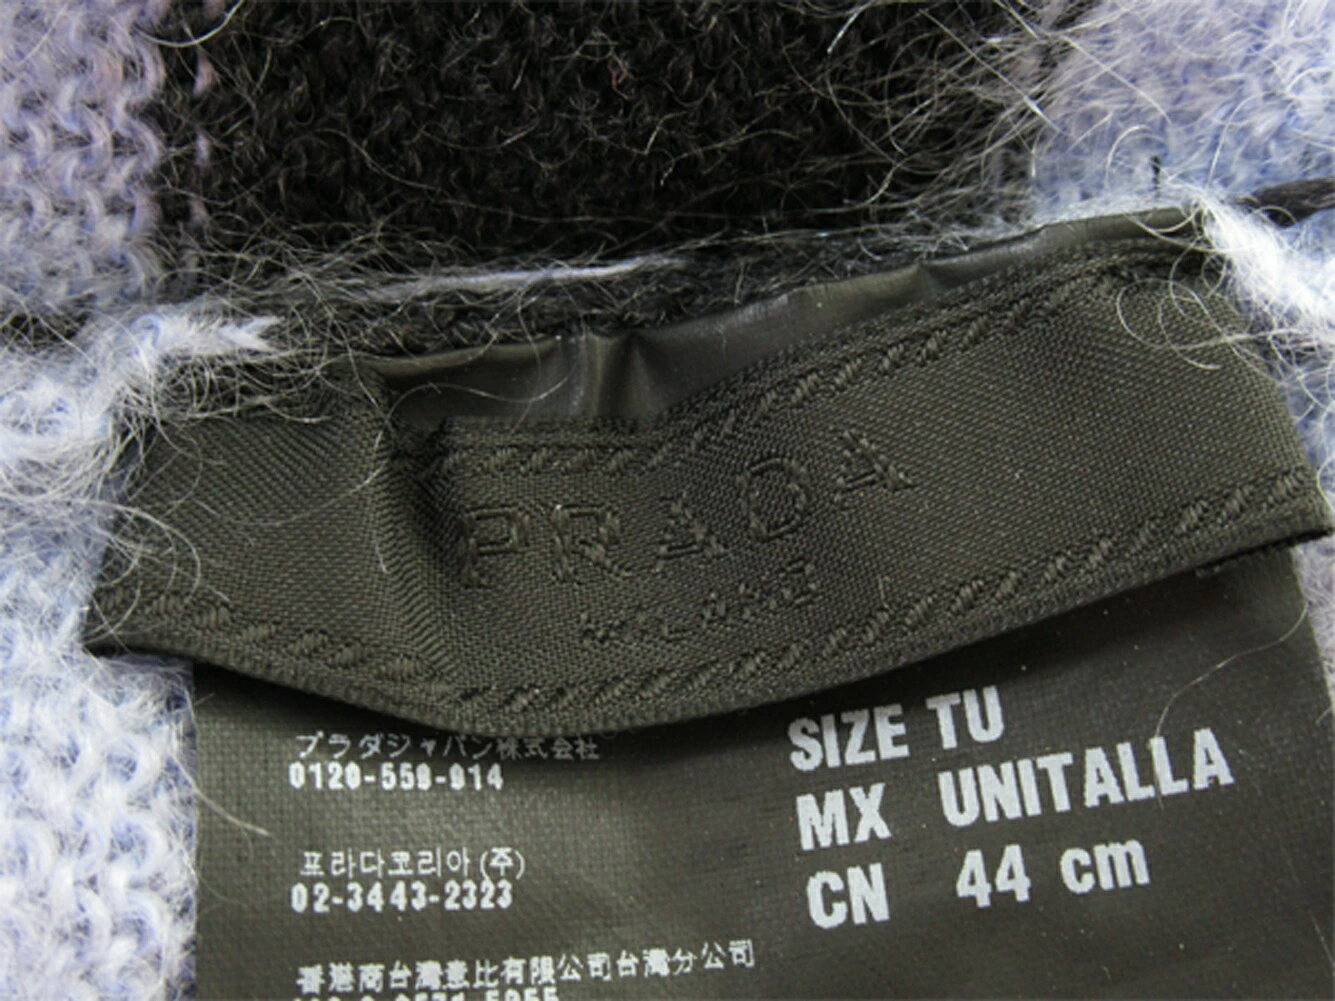 PRADA
MILANO
プラダジャパン株式会社
0120-559-914
프라다코리아(주)
02-3443-2323
香港商台灣意比有限公司台灣分公司
SIZE TU
MX UNITALLA
CN 44 cm